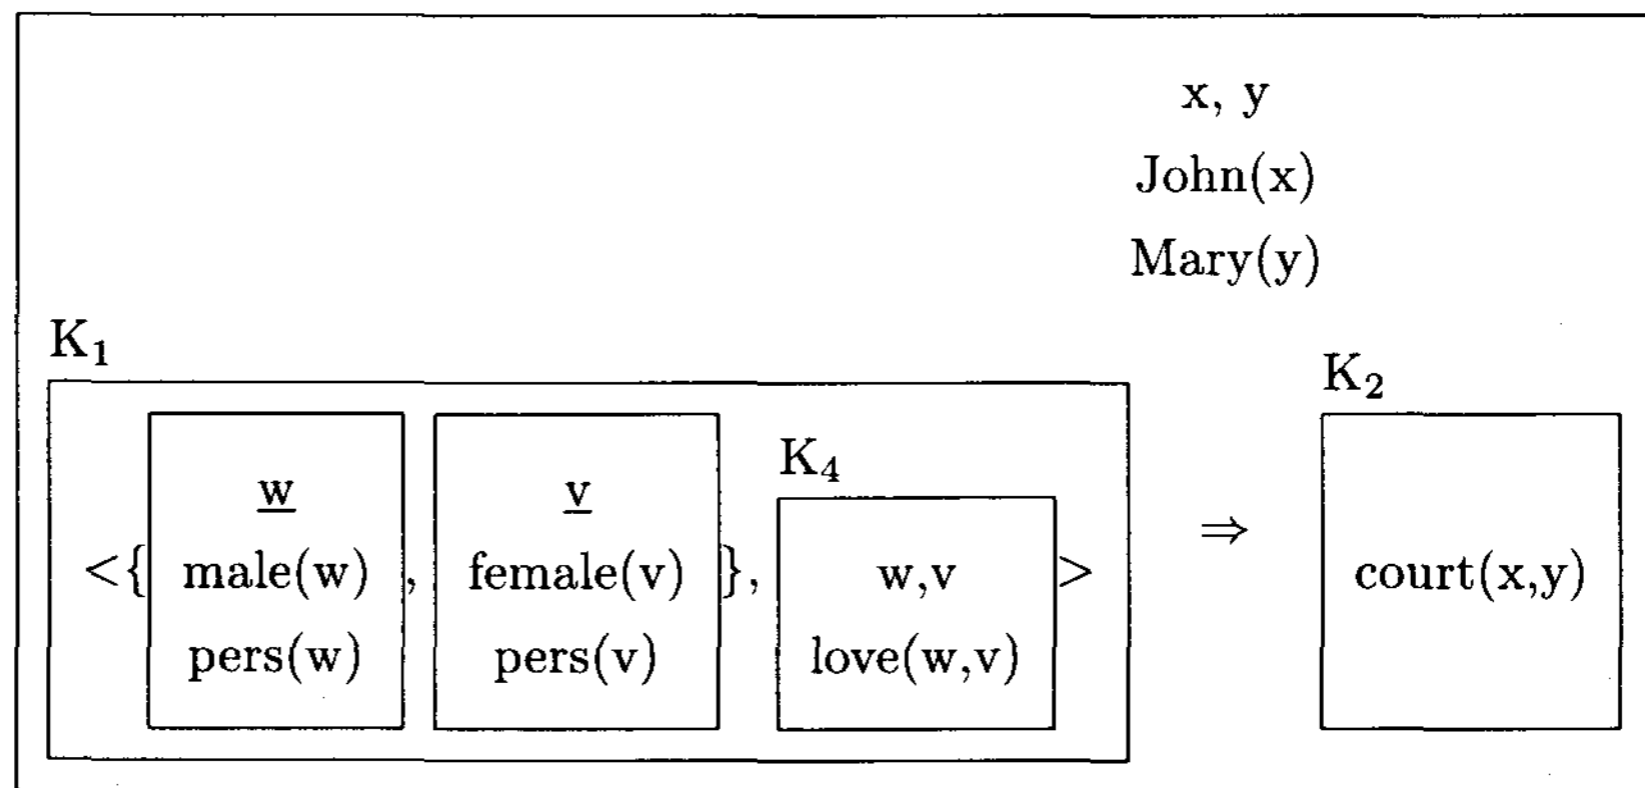 x, y
John(x)
Mary(y)
K₁
K₂
K₄
w
v
<{ male(w) , female(v) }, w,v > ⇒ court(x,y)
pers(w) pers(v) love(w,v)